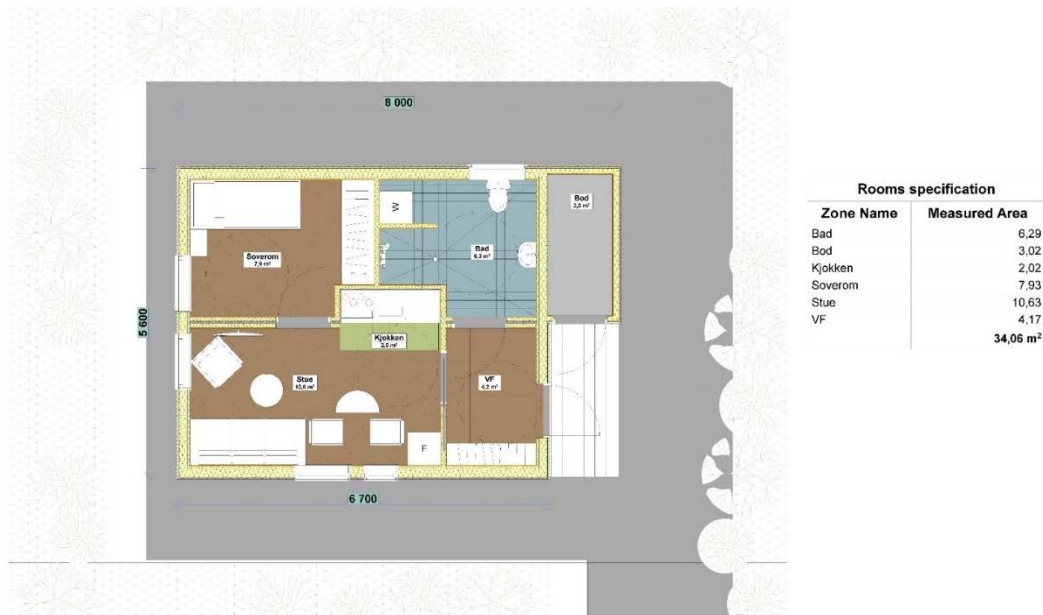 8 000
Bod
3,0 m²
W
Bad
6,3 m²
Soverom
7,9 m²
5 600
Kjokken
2,0 m²
Stue
10,6 m²
VF
4,2 m²
F
6 700
Rooms specification
Zone Name Measured Area
Bad 6,29
Bod 3,02
Kjokken 2,02
Soverom 7,93
Stue 10,63
VF 4,17
34,06 m²